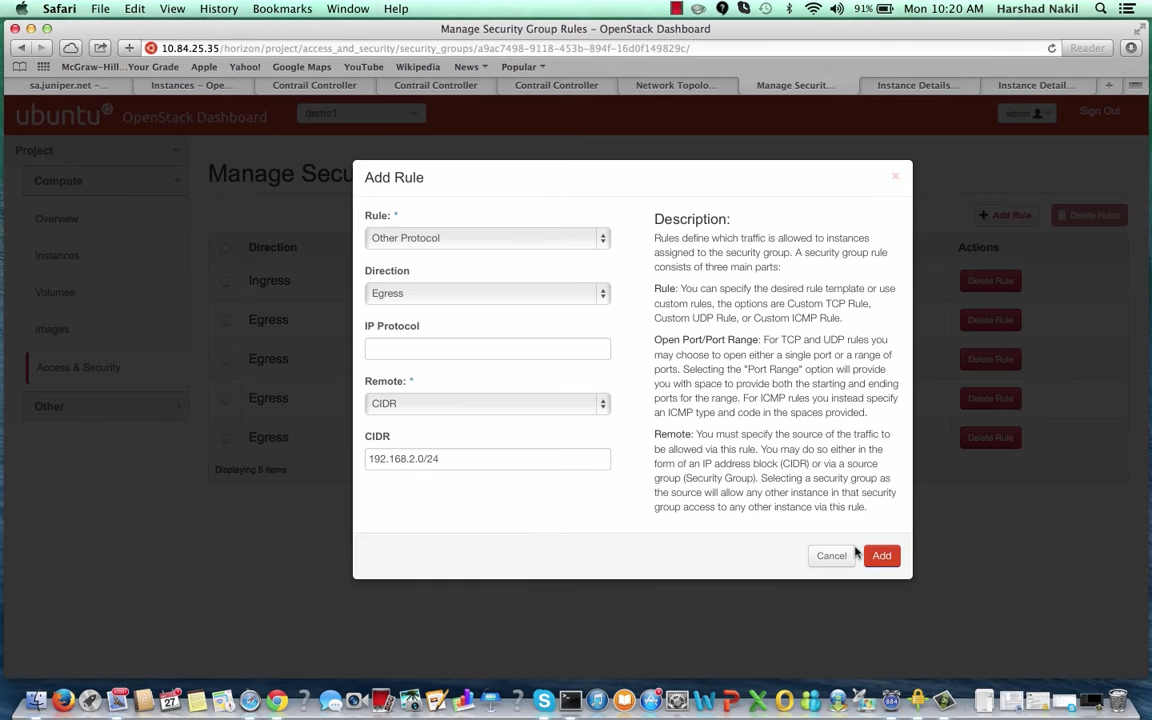 Safari File Edit View History Bookmarks Window Help 91% Mon 10:20 AM Harshad Nakil
Manage Security Group Rules – OpenStack Dashboard
10.84.25.35/horizon/project/access_and_security/security_groups/a9ac7498-9118-453b-894f-16d0f149829c/ Reader
McGraw-Hill...Your Grade Apple Yahoo! Google Maps YouTube Wikipedia News Popular
sa.juniper.net –... Instances – Ope... Contrail Controller Contrail Controller Contrail Controller Network Topolo... Manage Securit... Instance Details... Instance Detail...
ubuntu OpenStack Dashboard demo1 admin Sign Out
Project
Compute
Overview
Instances
Volumes
Images
Access & Security
Other
Manage Secu
Add Rule Delete Rules
Direction Actions
Ingress Delete Rule
Egress Delete Rule
Egress Delete Rule
Egress Delete Rule
Egress Delete Rule
Displaying 5 items
Add Rule ×
Rule: *
Other Protocol
Direction
Egress
IP Protocol
Remote: *
CIDR
CIDR
192.168.2.0/24
Description:
Rules define which traffic is allowed to instances
assigned to the security group. A security group rule
consists of three main parts:
Rule: You can specify the desired rule template or use
custom rules, the options are Custom TCP Rule,
Custom UDP Rule, or Custom ICMP Rule.
Open Port/Port Range: For TCP and UDP rules you
may choose to open either a single port or a range of
ports. Selecting the "Port Range" option will provide
you with space to provide both the starting and ending
ports for the range. For ICMP rules you instead specify
an ICMP type and code in the spaces provided.
Remote: You must specify the source of the traffic to
be allowed via this rule. You may do so either in the
form of an IP address block (CIDR) or via a source
group (Security Group). Selecting a security group as
the source will allow any other instance in that security
group access to any other instance via this rule.
Cancel Add